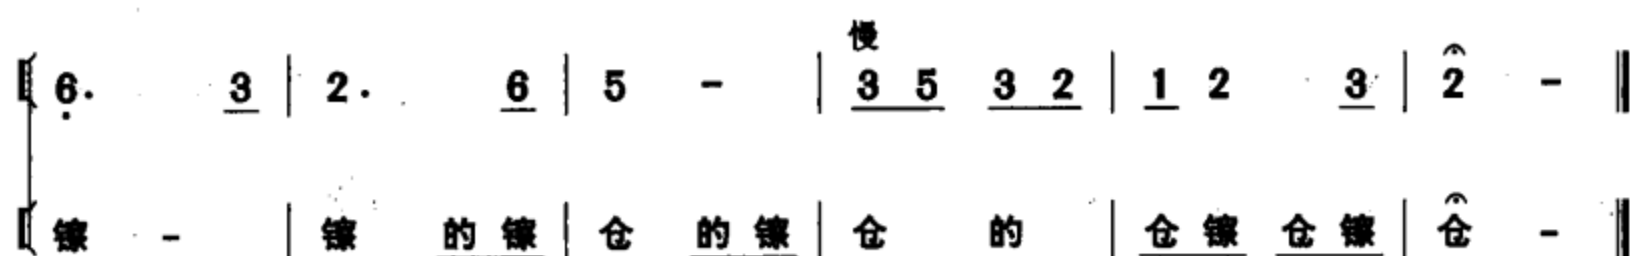 慢
6. 3 | 2. 6 | 5 - | 3 5 3 2 | 1 2 3 | 2 -
镲 - | 镲 的 镲 | 仓 的 镲 | 仓 的 | 仓 镲 仓 镲 | 仓 -